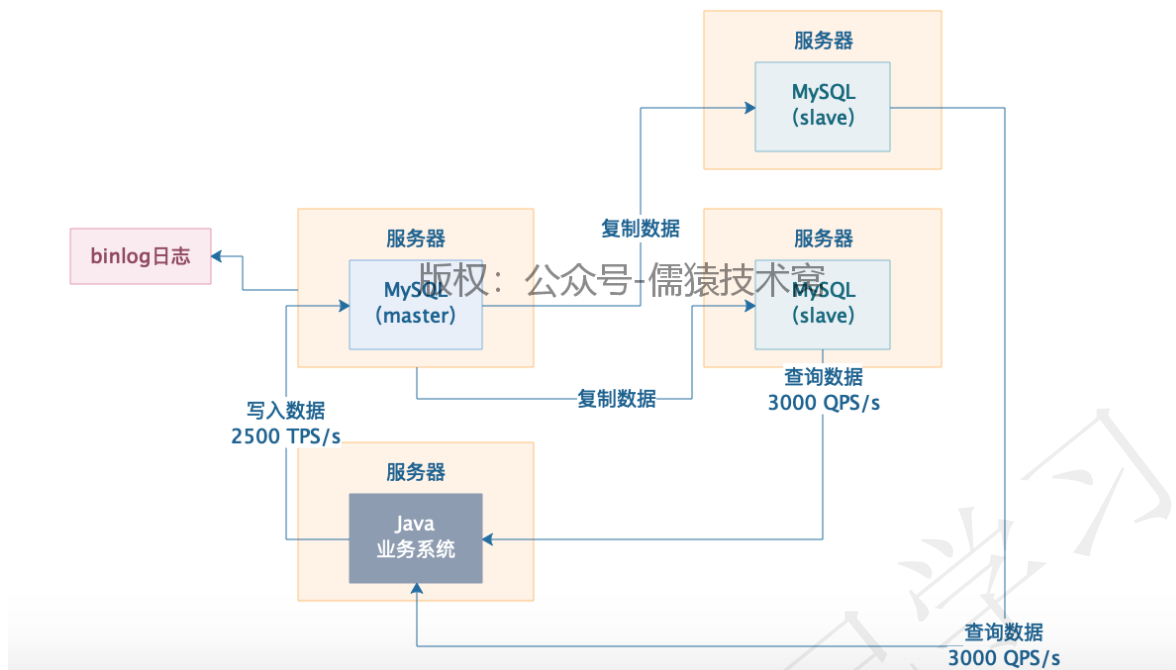 服务器
MySQL
(slave)
复制数据
服务器
binlog日志
MySQL
(master)
服务器
MySQL
(slave)
版权：公众号-儒猿技术窝
复制数据
查询数据
3000 QPS/s
写入数据
2500 TPS/s
服务器
Java
业务系统
查询数据
3000 QPS/s
学习